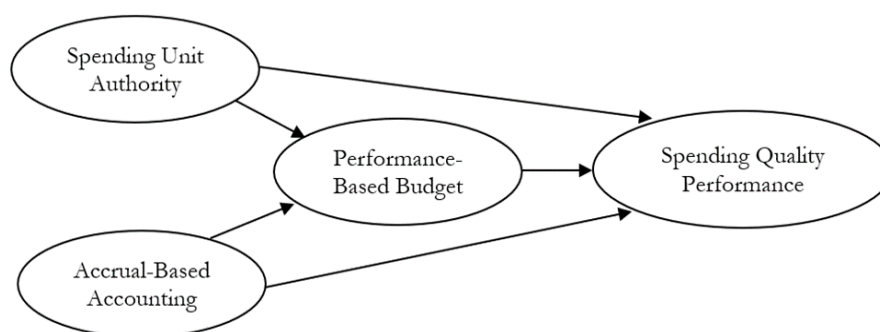 Spending Unit
Authority
Performance-
Based Budget
Spending Quality
Performance
Accrual-Based
Accounting